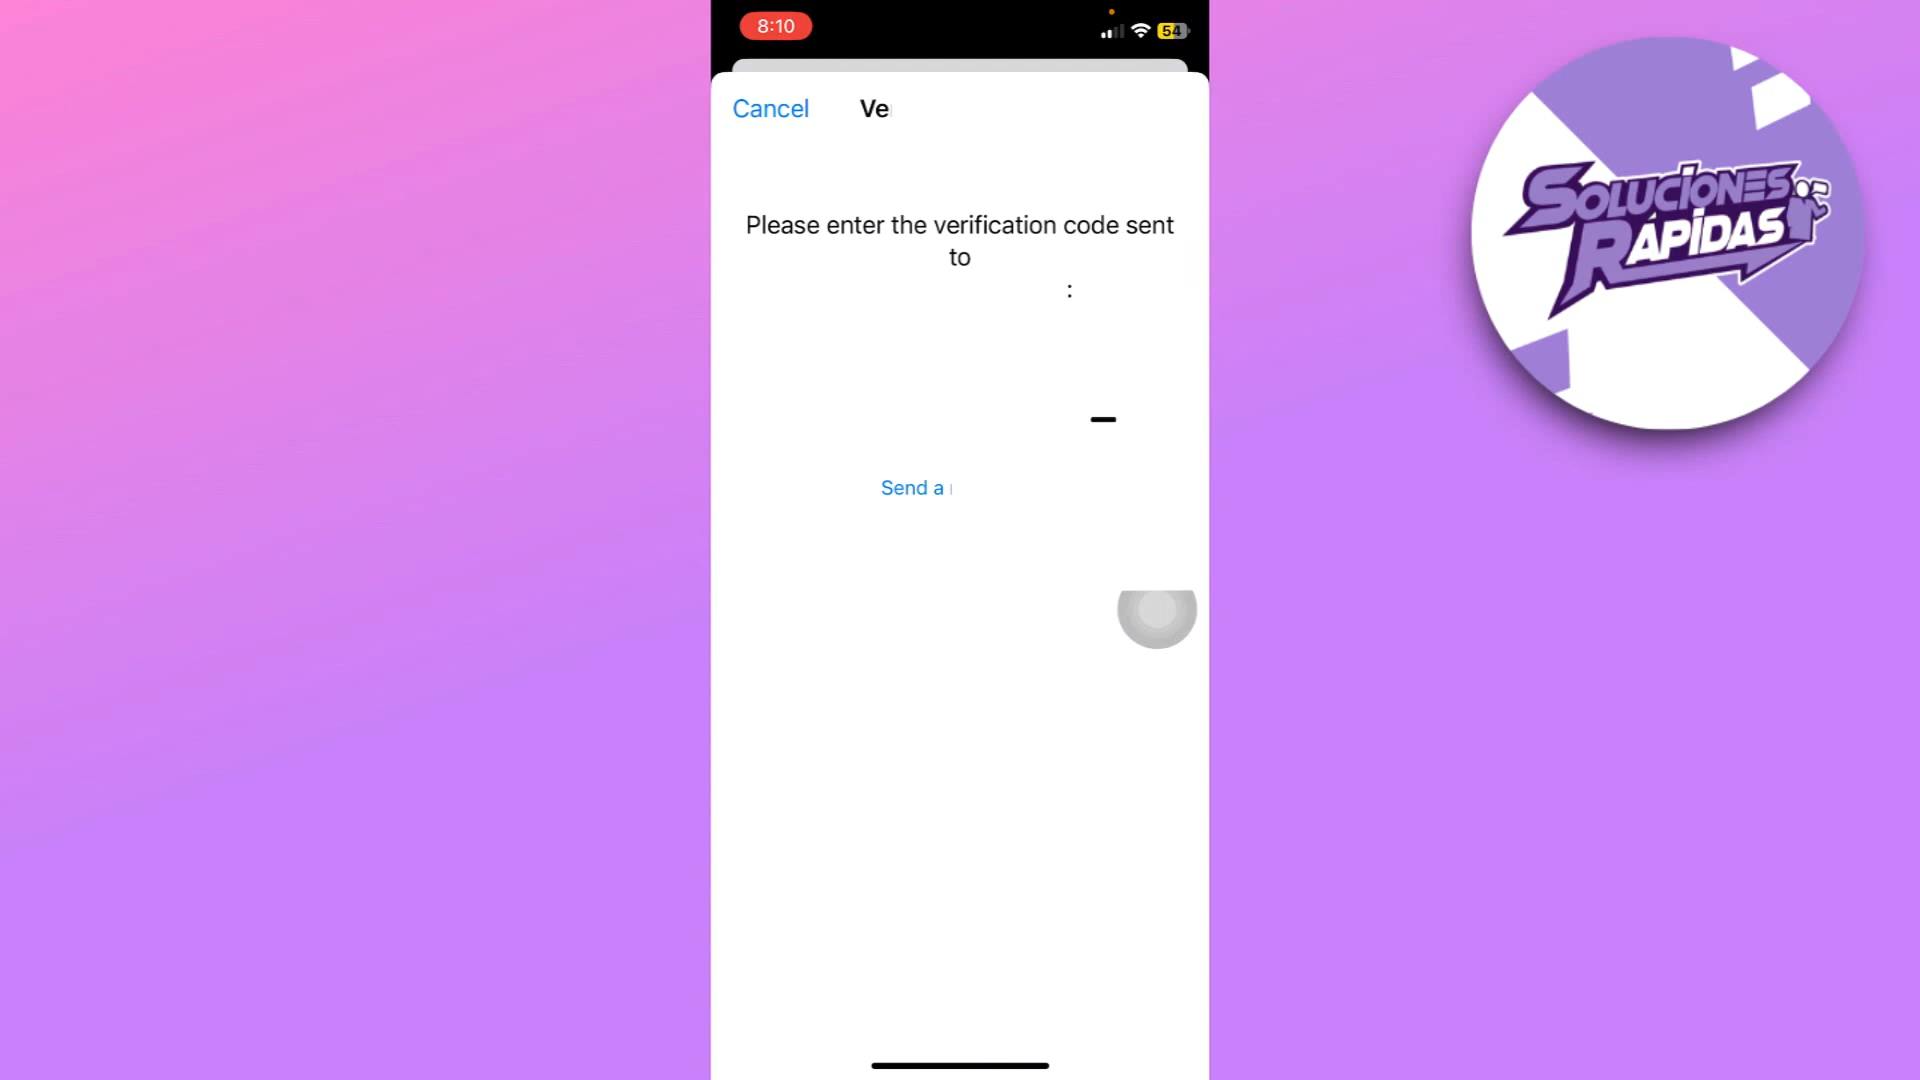 8:10
54
Cancel
Ve
Please enter the verification code sent
to
:
Send a
SOLUCIONES
RÁPIDAS